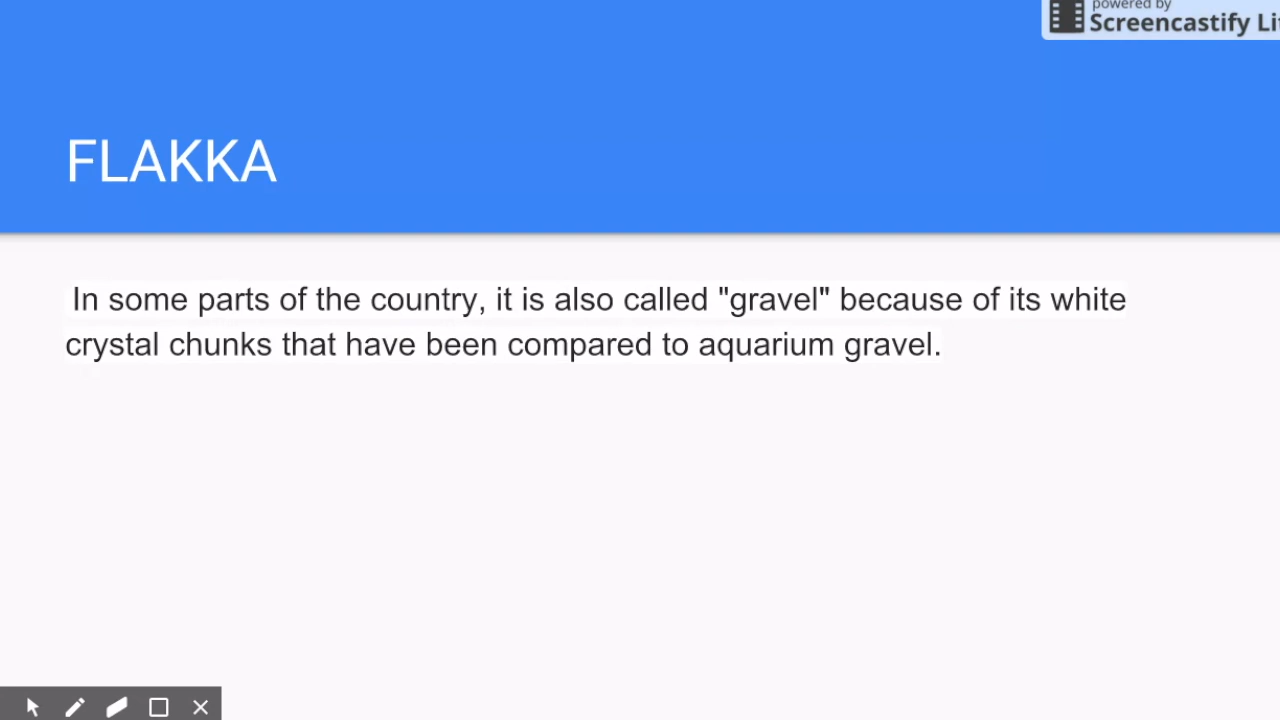 powered by
Screencastify Li
FLAKKA
In some parts of the country, it is also called "gravel" because of its white
crystal chunks that have been compared to aquarium gravel.